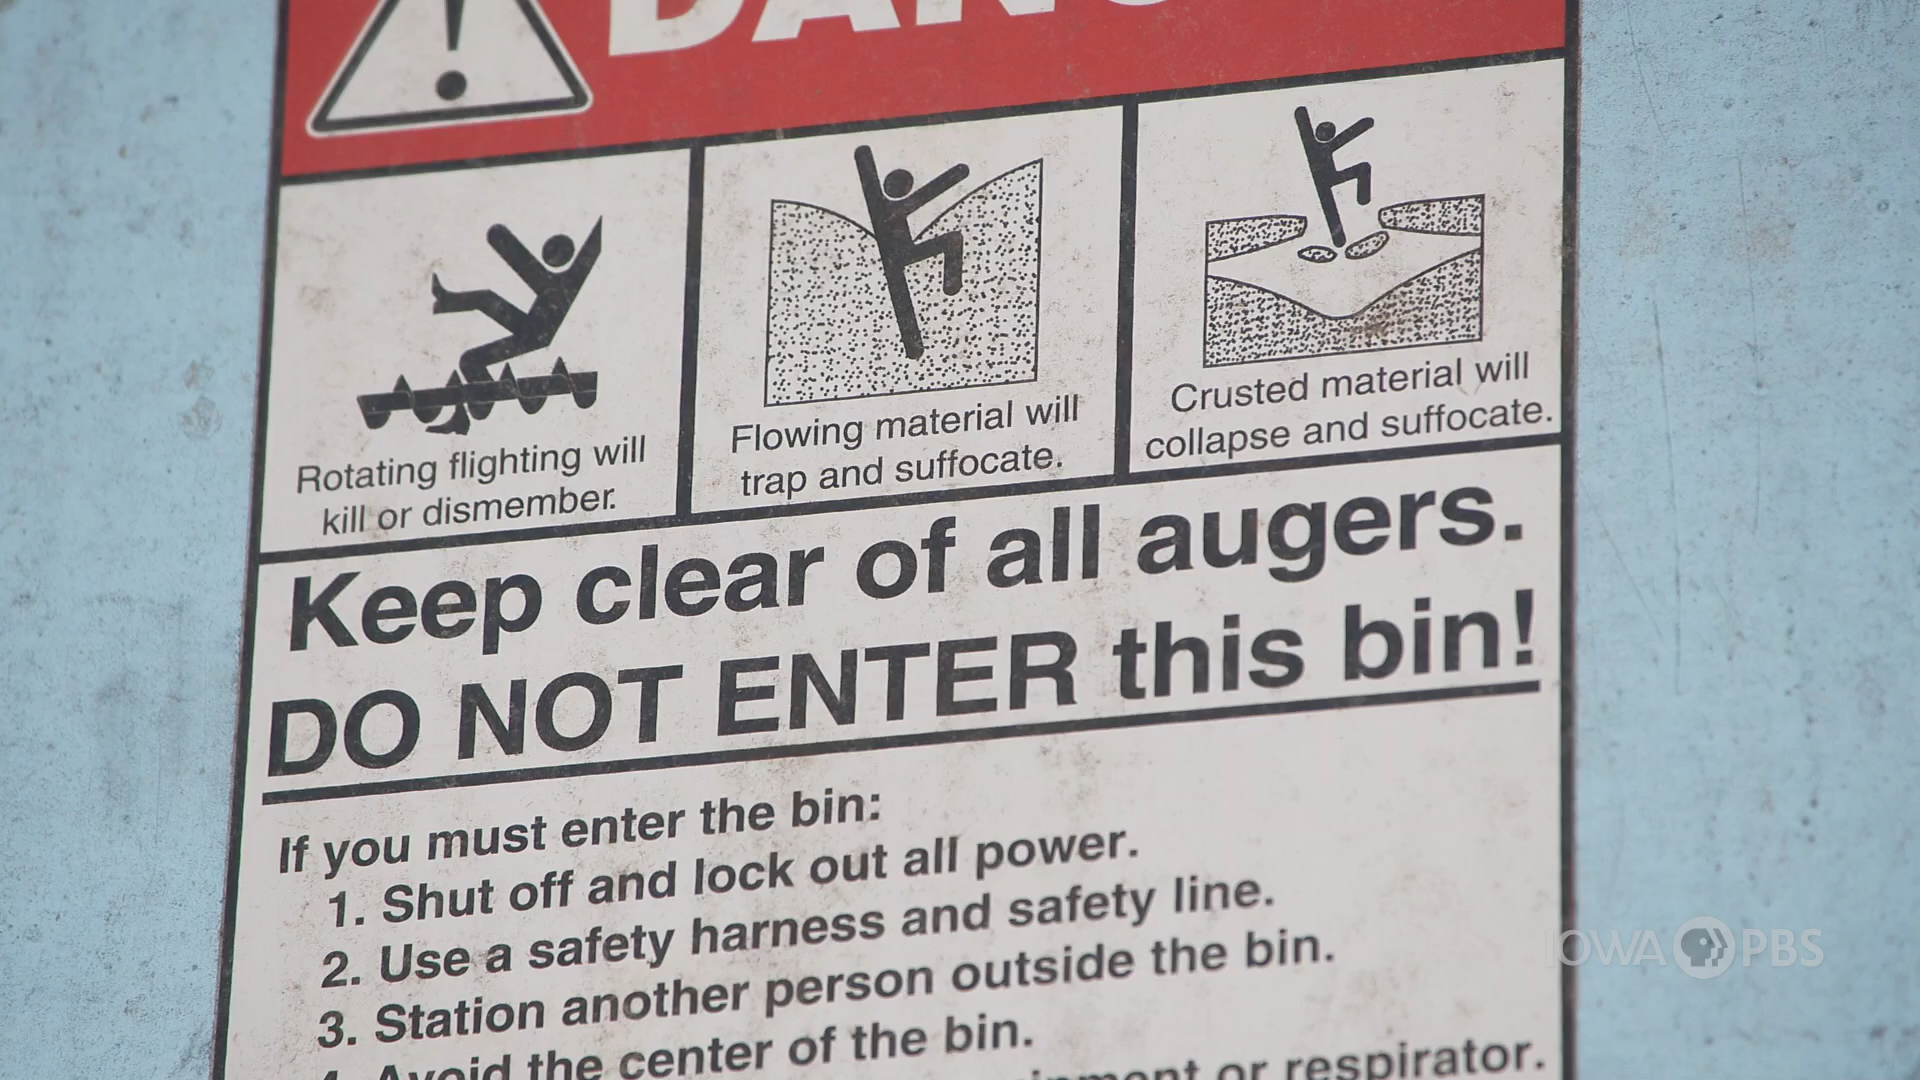 Rotating flighting will
kill or dismember.
Flowing material will
trap and suffocate.
Crusted material will
collapse and suffocate.
Keep clear of all augers.
DO NOT ENTER this bin!
If you must enter the bin:
1. Shut off and lock out all power.
2. Use a safety harness and safety line.
3. Station another person outside the bin.
4. Avoid the center of the bin.
or respirator.
IOWA PBS